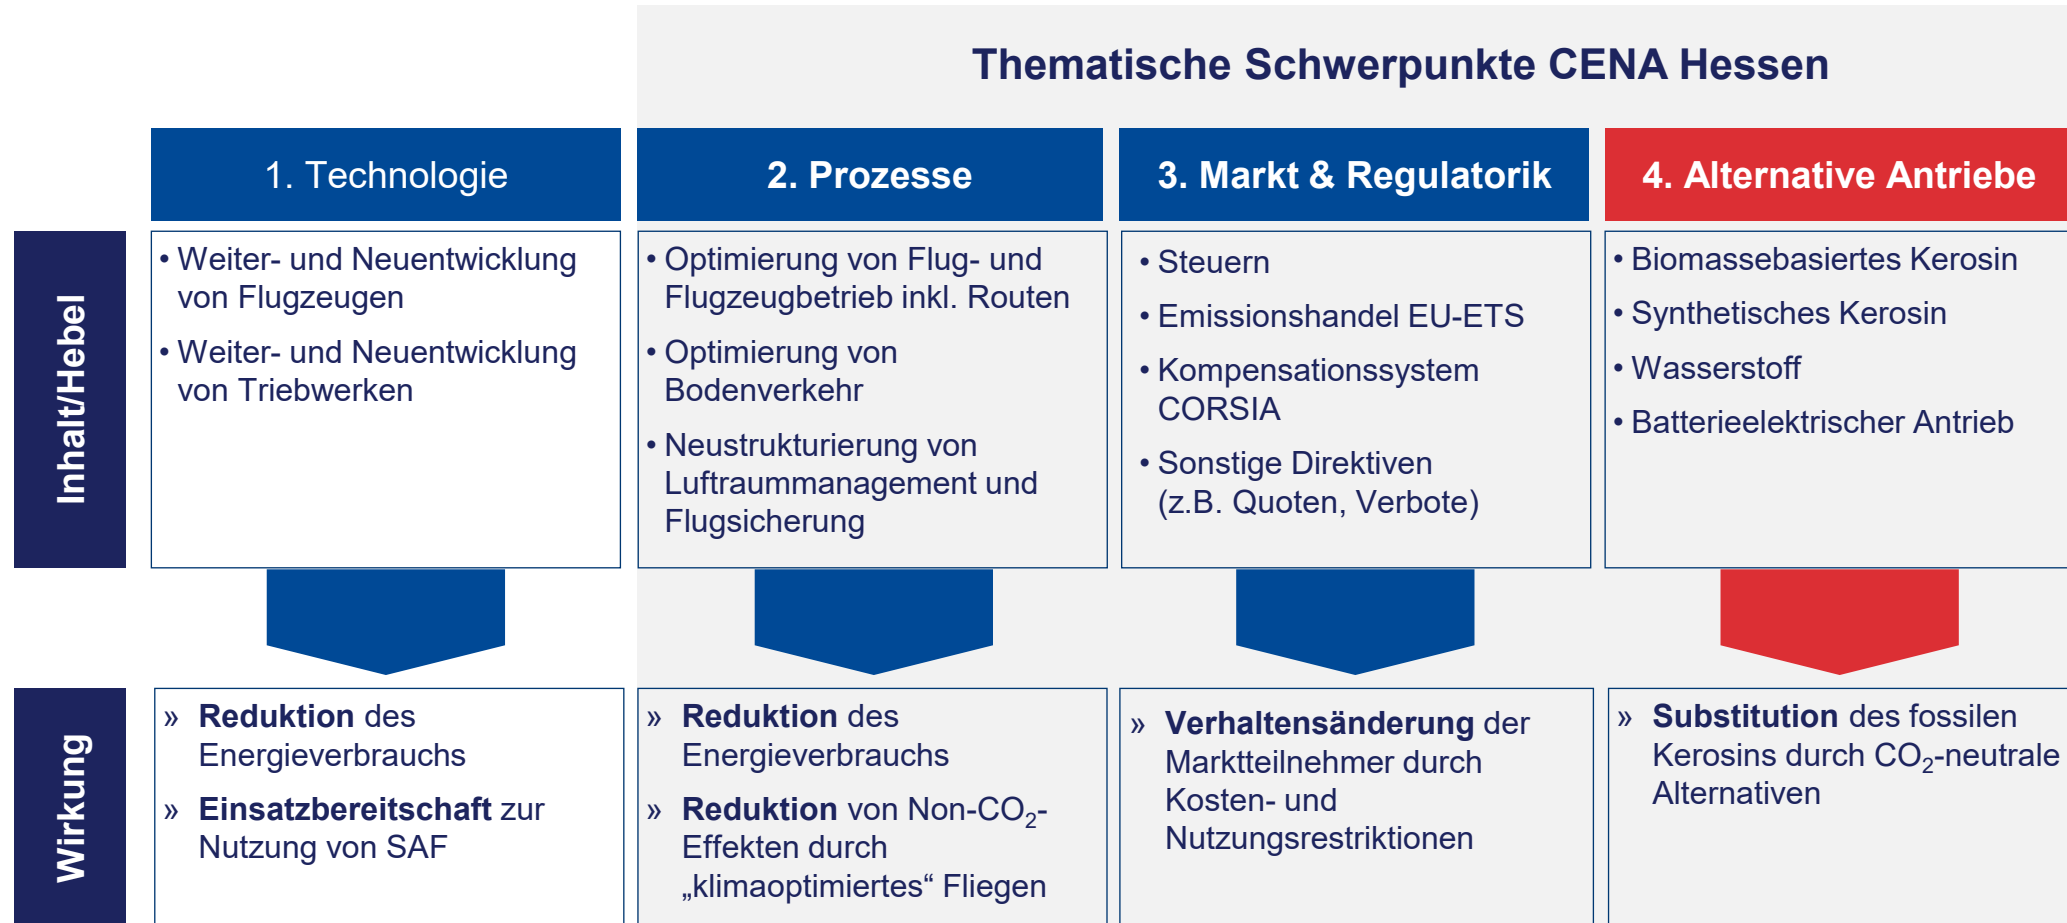 Thematische Schwerpunkte CENA Hessen
1. Technologie
2. Prozesse
3. Markt & Regulatorik
4. Alternative Antriebe
Inhalt/Hebel
• Weiter- und Neuentwicklung
von Flugzeugen
• Weiter- und Neuentwicklung
von Triebwerken
• Optimierung von Flug- und
Flugzeugbetrieb inkl. Routen
• Optimierung von
Bodenverkehr
• Neustrukturierung von
Luftraummanagement und
Flugsicherung
• Steuern
• Emissionshandel EU-ETS
• Kompensationssystem
CORSIA
• Sonstige Direktiven
(z.B. Quoten, Verbote)
• Biomassebasiertes Kerosin
• Synthetisches Kerosin
• Wasserstoff
• Batterieelektrischer Antrieb
Wirkung
» Reduktion des
Energieverbrauchs
» Einsatzbereitschaft zur
Nutzung von SAF
» Reduktion des
Energieverbrauchs
» Reduktion von Non-CO₂-
Effekten durch
„klimaoptimiertes“ Fliegen
» Verhaltensänderung der
Marktteilnehmer durch
Kosten- und
Nutzungsrestriktionen
» Substitution des fossilen
Kerosins durch CO₂-neutrale
Alternativen